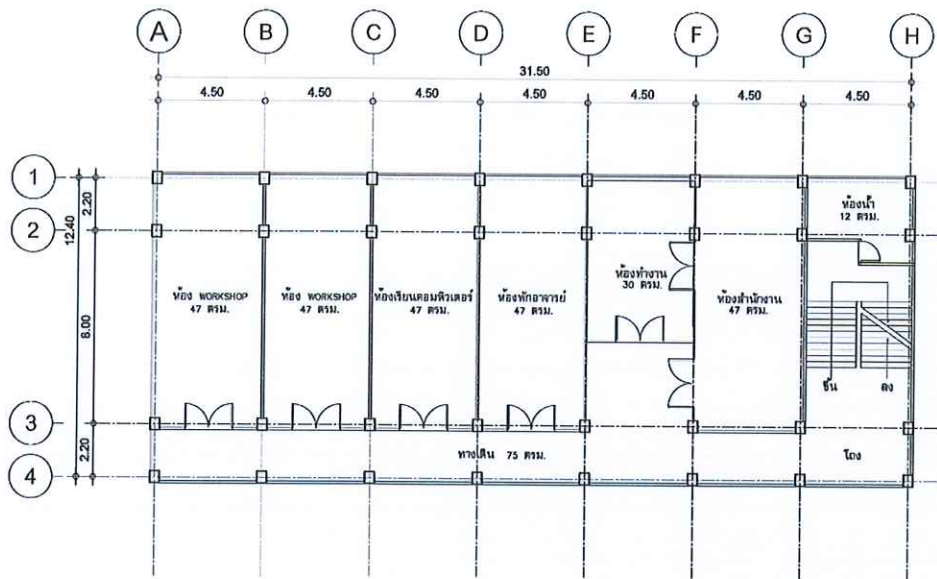 A B C D E F G H
31.50
4.50 4.50 4.50 4.50 4.50 4.50 4.50
1
2
3
4
2.20
12.40
8.00
2.20
ห้องน้ำ
12 ตรม.
ห้อง WORKSHOP
47 ตรม.
ห้อง WORKSHOP
47 ตรม.
ห้องเรียนคอมพิวเตอร์
47 ตรม.
ห้องพักอาจารย์
47 ตรม.
ห้องทำงาน
30 ตรม.
ห้องสำนักงาน
47 ตรม.
ขึ้น ลง
ทางเดิน 75 ตรม.
โถง